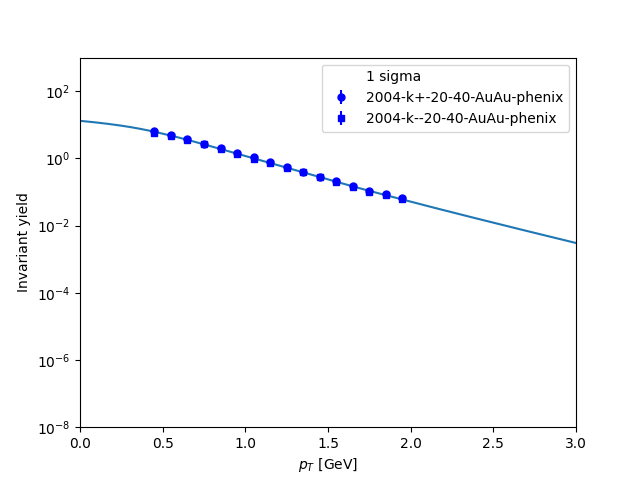 1 sigma
2004-k+-20-40-AuAu-phenix
2004-k--20-40-AuAu-phenix
10²
10⁰
10⁻²
10⁻⁴
10⁻⁶
10⁻⁸
Invariant yield
0.0 0.5 1.0 1.5 2.0 2.5 3.0
p_T [GeV]